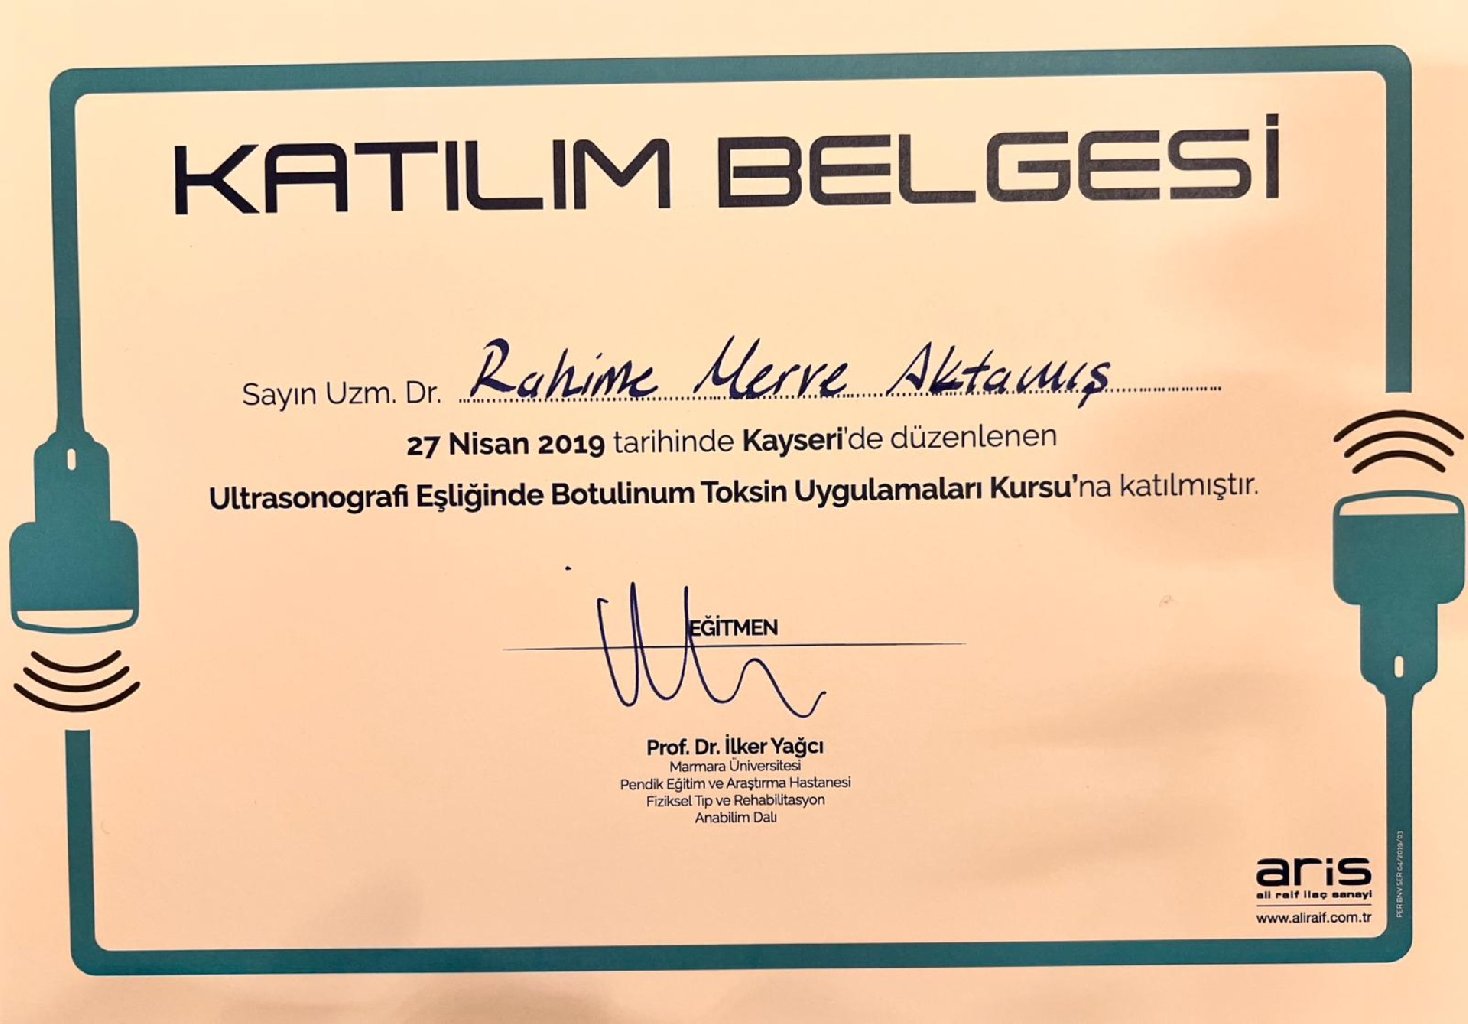 KATILIM BELGESİ
Sayın Uzm. Dr. Rahime Merve Aktamış
27 Nisan 2019 tarihinde Kayseri'de düzenlenen
Ultrasonografi Eşliğinde Botulinum Toksin Uygulamaları Kursu'na katılmıştır.
EĞİTMEN
Prof. Dr. İlker Yağcı
Marmara Üniversitesi
Pendik Eğitim ve Araştırma Hastanesi
Fiziksel Tıp ve Rehabilitasyon
Anabilim Dalı
aris
ali raif ilaç sanayi
www.aliraif.com.tr